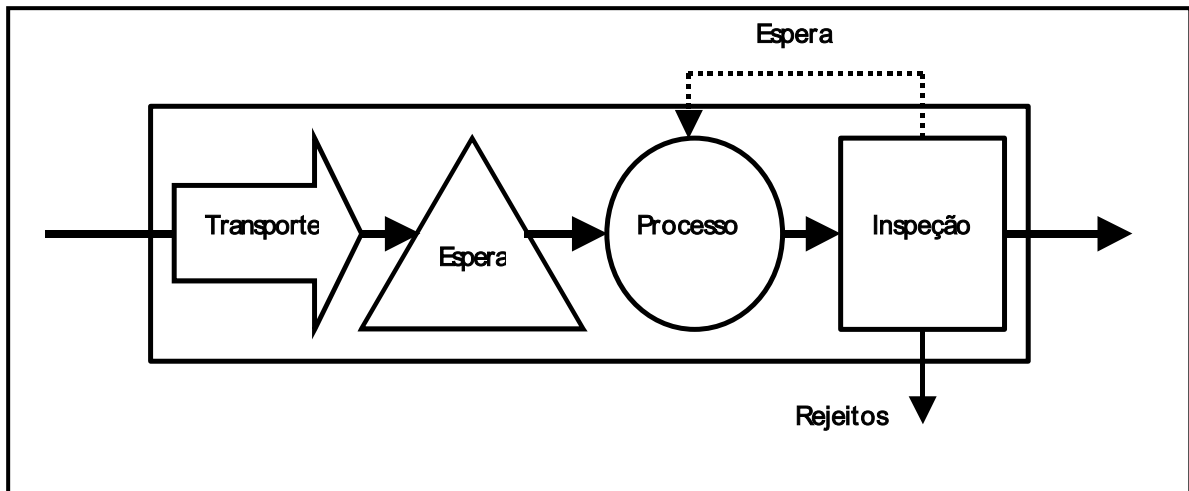 Espera
Transporte
Espera
Processo
Inspeção
Rejeitos